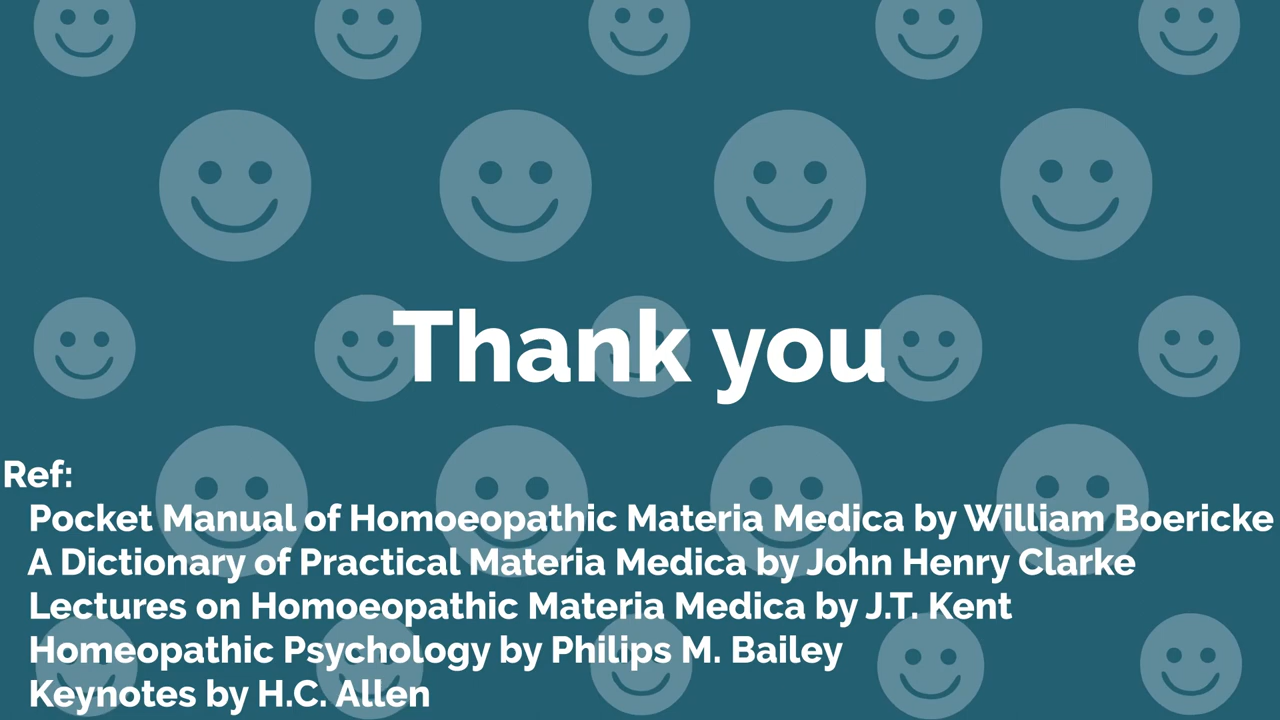 Thank you
Ref:
Pocket Manual of Homoeopathic Materia Medica by William Boericke
A Dictionary of Practical Materia Medica by John Henry Clarke
Lectures on Homoeopathic Materia Medica by J.T. Kent
Homeopathic Psychology by Philips M. Bailey
Keynotes by H.C. Allen